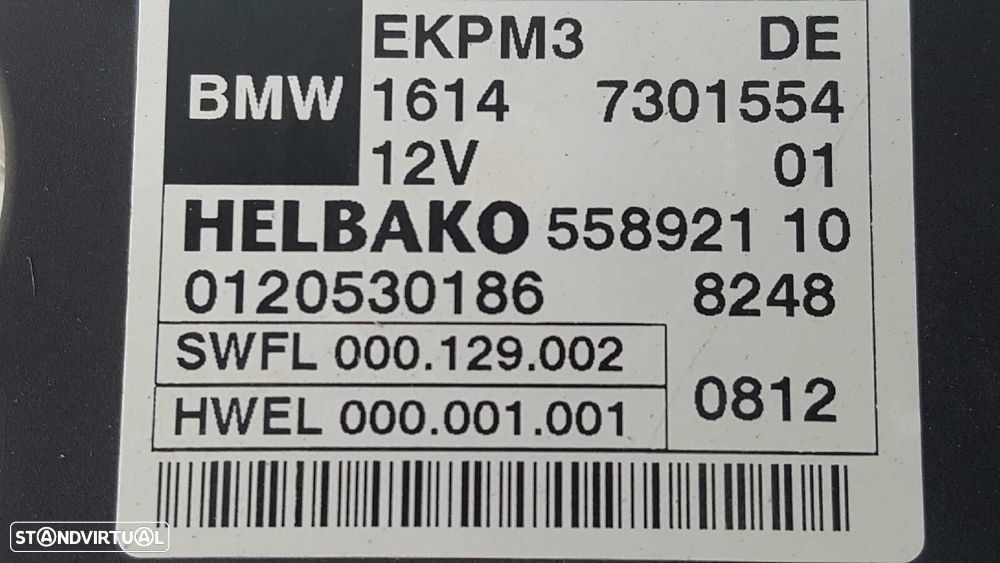 EKPM3 DE
BMW 1614 7301554
12V 01
HELBAKO 558921 10
0120530186 8248
SWFL 000.129.002
0812
HWEL 000.001.001
STANDVIRTUAL